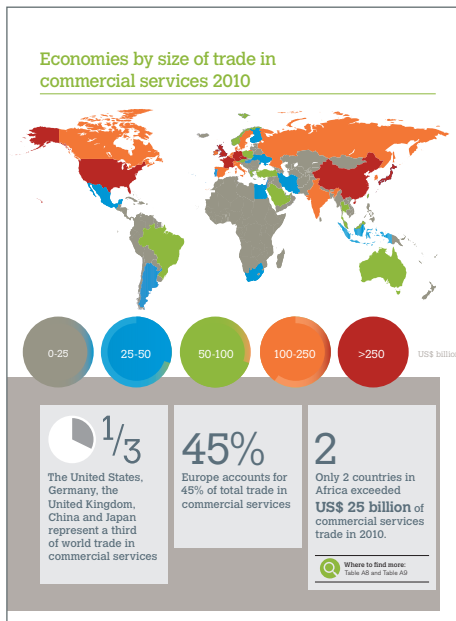 Economies by size of trade in
commercial services 2010
0-25
25-50
50-100
100-250
>250
US$ billion
1/3
The United States,
Germany, the
United Kingdom,
China and Japan
represent a third
of world trade in
commercial services
45%
Europe accounts for
45% of total trade in
commercial services
2
Only 2 countries in
Africa exceeded
US$ 25 billion of
commercial services
trade in 2010.
Where to find more:
Table A8 and Table A9